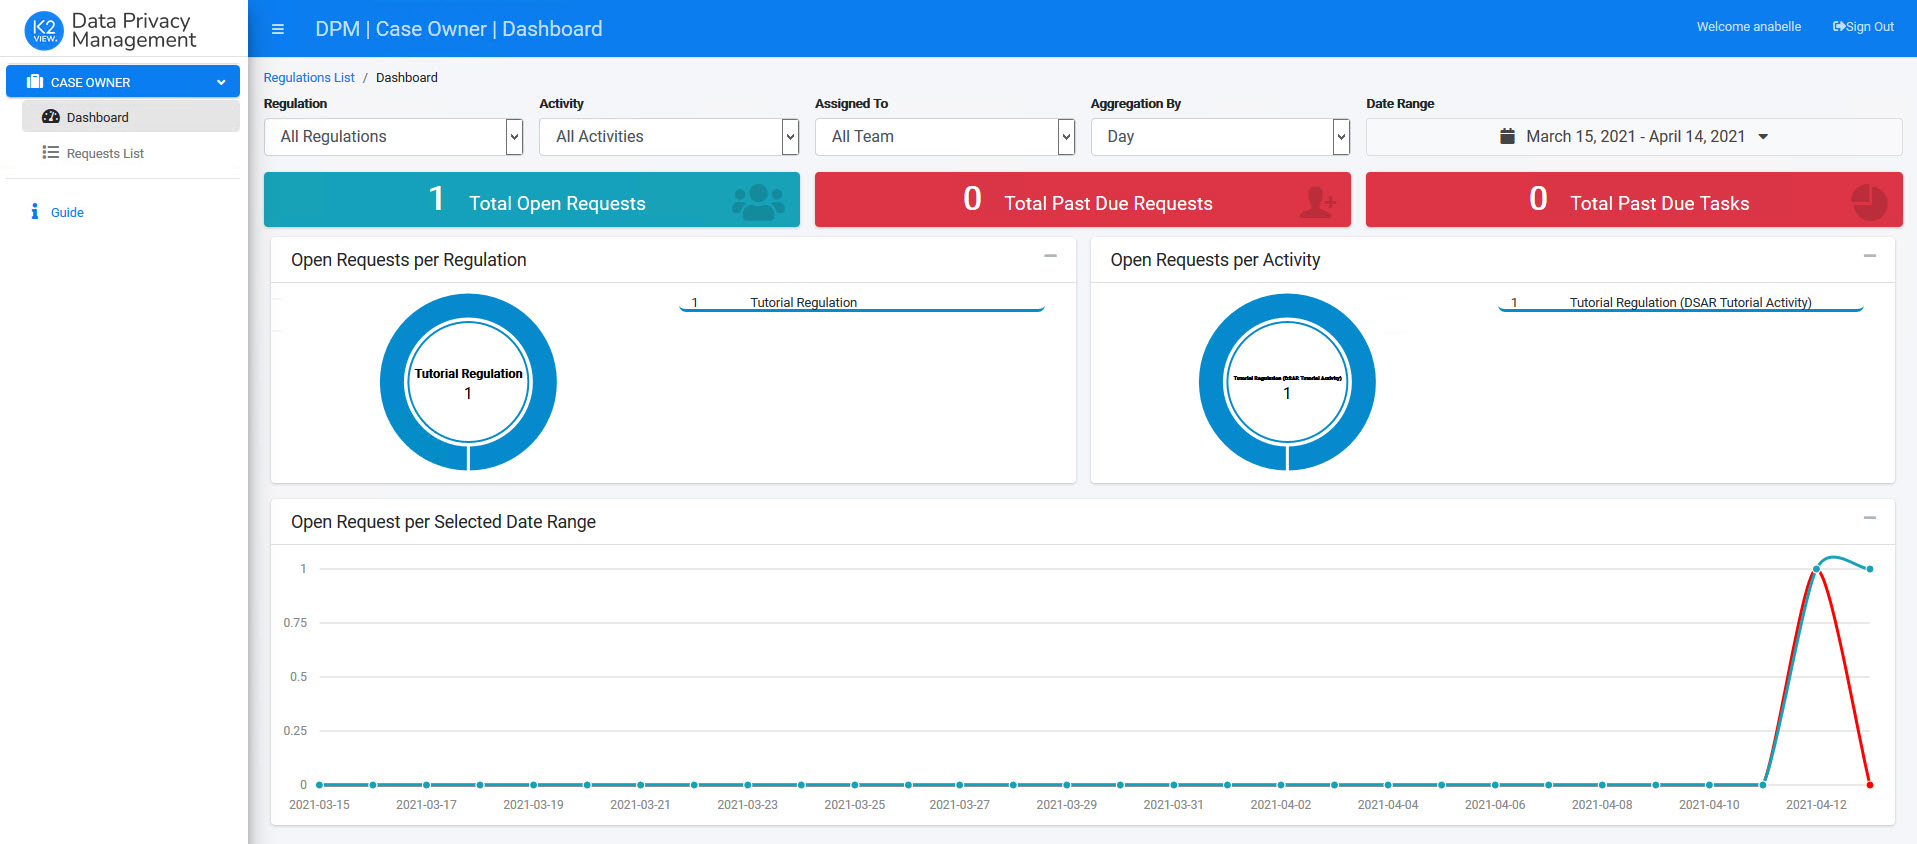 K2 VIEW. Data Privacy Management
DPM | Case Owner | Dashboard
Welcome anabelle
Sign Out
CASE OWNER
Dashboard
Requests List
Guide
Regulations List / Dashboard
Regulation
Activity
Assigned To
Aggregation By
Date Range
All Regulations
All Activities
All Team
Day
March 15, 2021 - April 14, 2021
1 Total Open Requests
0 Total Past Due Requests
0 Total Past Due Tasks
Open Requests per Regulation
Tutorial Regulation
1
1 Tutorial Regulation
Open Requests per Activity
Tutorial Regulation (DSAR Tutorial Activity)
1
1 Tutorial Regulation (DSAR Tutorial Activity)
Open Request per Selected Date Range
1
0.75
0.5
0.25
0
2021-03-15 2021-03-17 2021-03-19 2021-03-21 2021-03-23 2021-03-25 2021-03-27 2021-03-29 2021-03-31 2021-04-02 2021-04-04 2021-04-06 2021-04-08 2021-04-10 2021-04-12